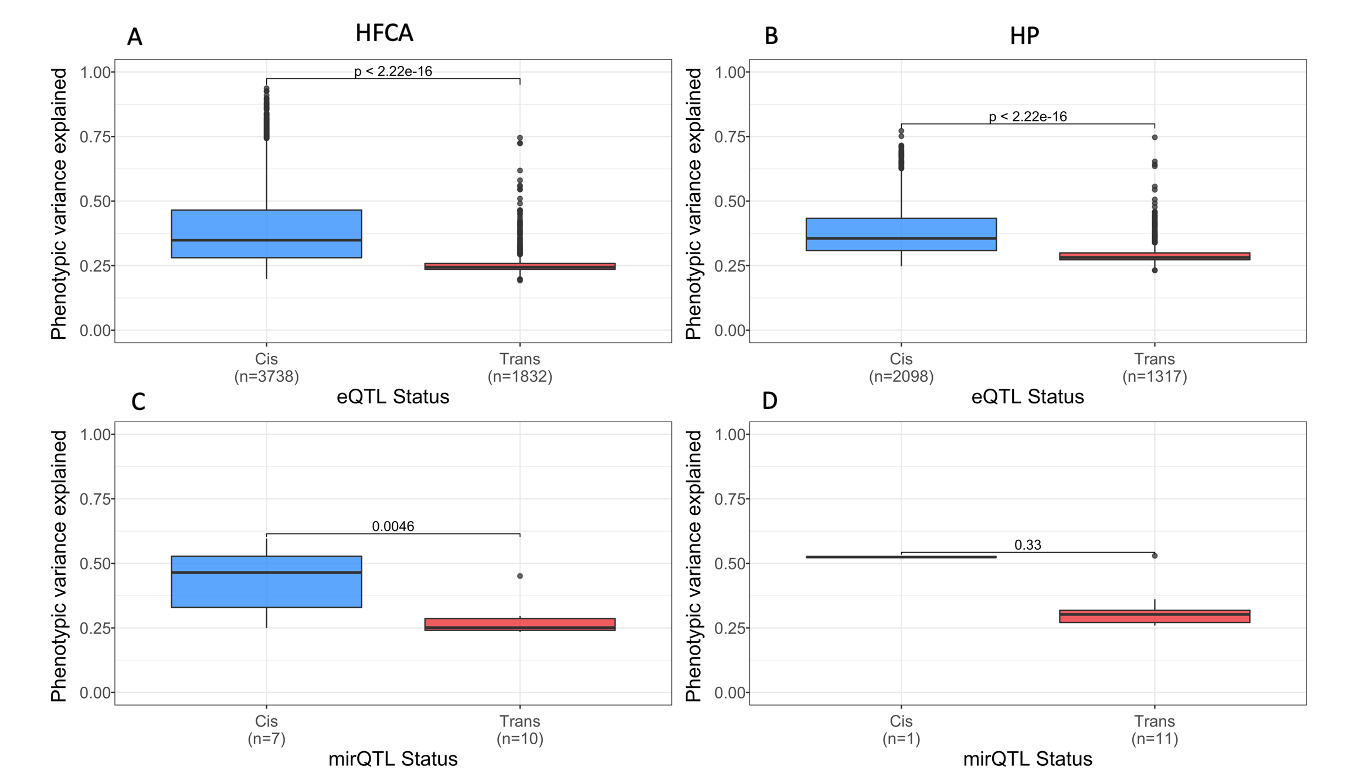 A
HFCA
Phenotypic variance explained
1.00
0.75
0.50
0.25
0.00
p < 2.22e-16
Cis
(n=3738)
Trans
(n=1832)
eQTL Status
B
HP
Phenotypic variance explained
1.00
0.75
0.50
0.25
0.00
p < 2.22e-16
Cis
(n=2098)
Trans
(n=1317)
eQTL Status
C
Phenotypic variance explained
1.00
0.75
0.50
0.25
0.00
0.0046
Cis
(n=7)
Trans
(n=10)
mirQTL Status
D
Phenotypic variance explained
1.00
0.75
0.50
0.25
0.00
0.33
Cis
(n=1)
Trans
(n=11)
mirQTL Status